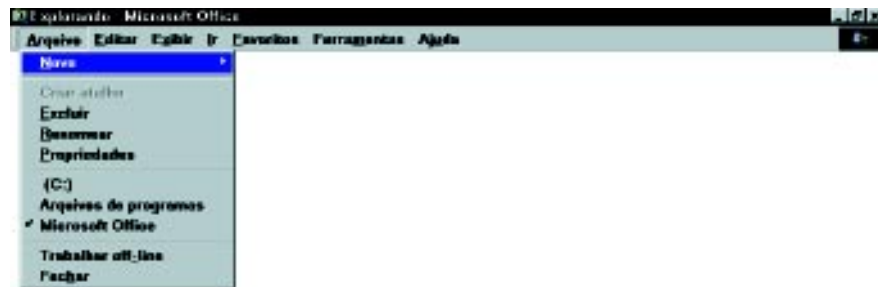 Explorando - Microsoft Office
Arquivo Editar Exibir Ir Favoritos Ferramentas Ajuda
Novo
Criar atalho
Excluir
Renomear
Propriedades
(C:)
Arquivos de programas
✔ Microsoft Office
Trabalhar off-line
Fechar